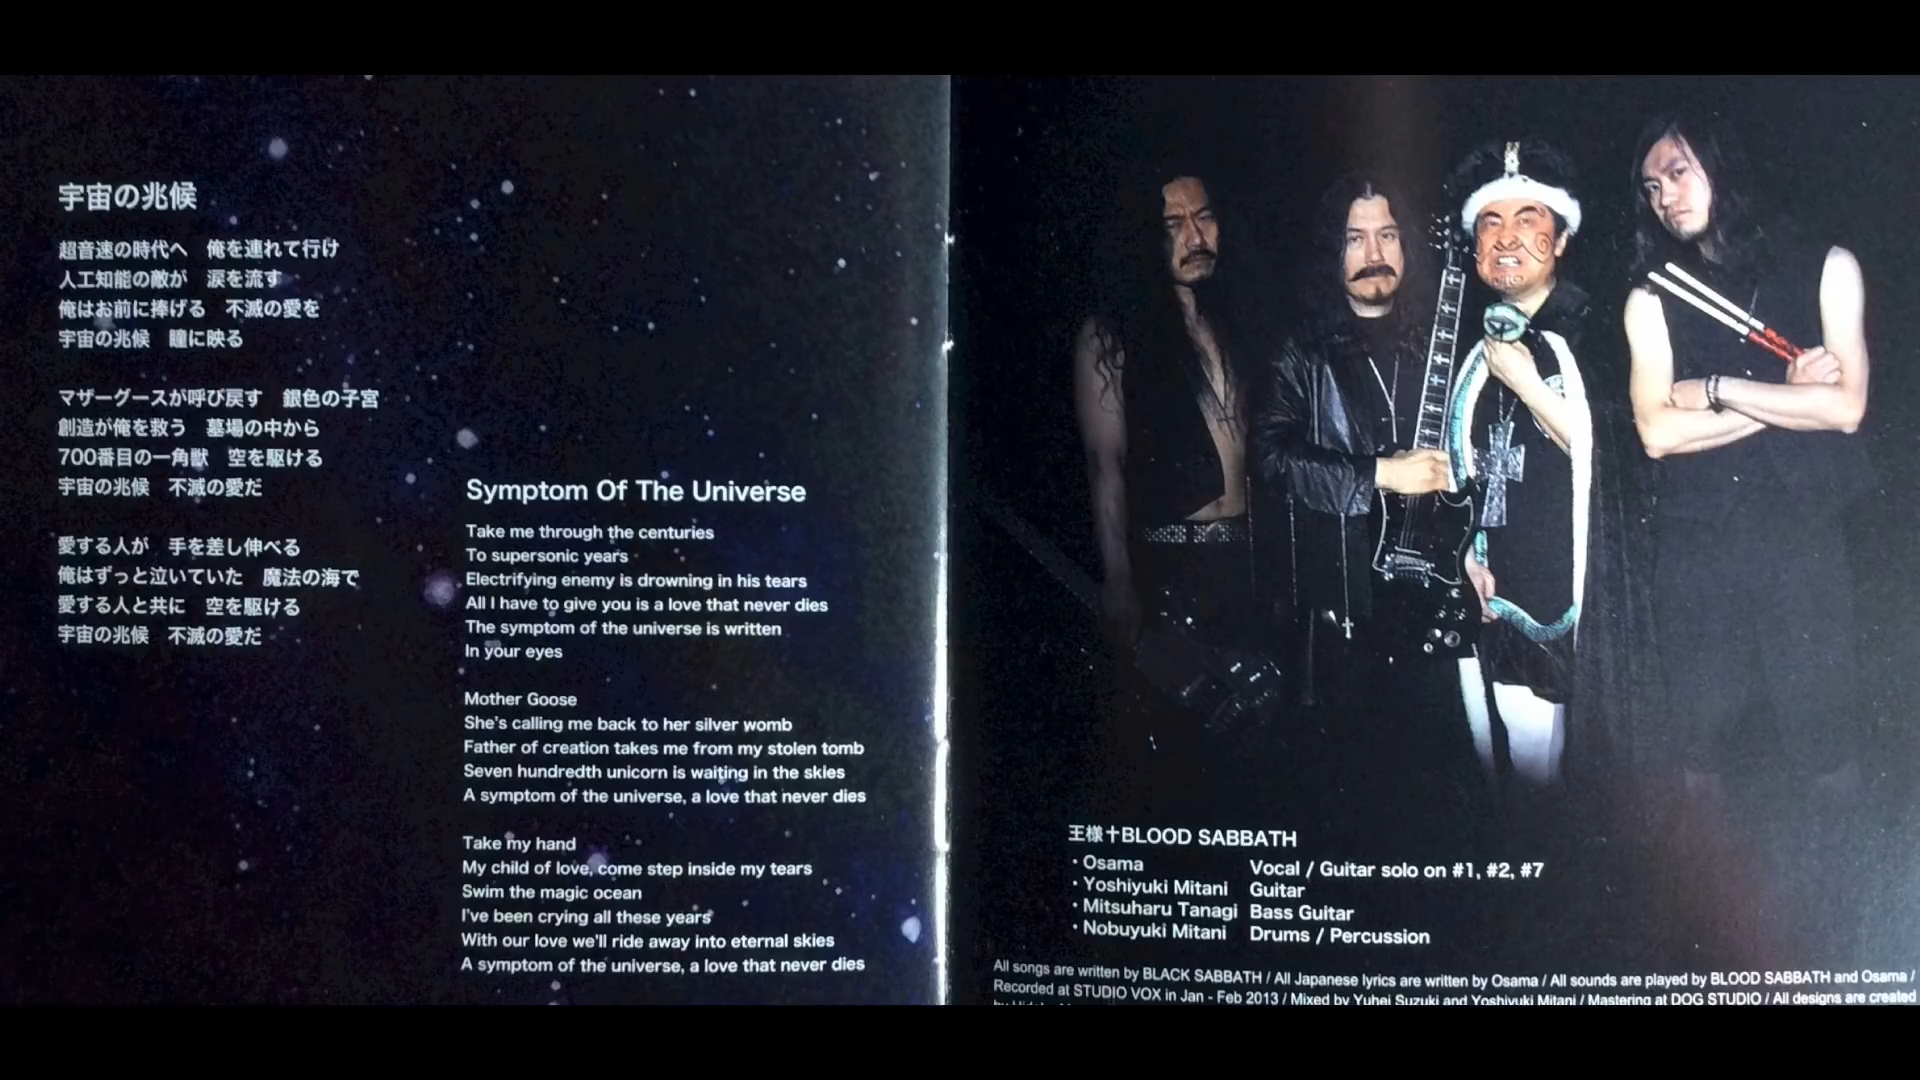 宇宙の兆候
超音速の時代へ　俺を連れて行け
人工知能の敵が　涙を流す
俺はお前に捧げる　不滅の愛を
宇宙の兆候　瞳に映る
マザーグースが呼び戻す　銀色の子宮
創造が俺を救う　墓場の中から
700番目の一角獣　空を駆ける
宇宙の兆候　不滅の愛だ
愛する人が　手を差し伸べる
俺はずっと泣いていた　魔法の海で
愛する人と共に　空を駆ける
宇宙の兆候　不滅の愛だ
Symptom Of The Universe
Take me through the centuries
To supersonic years
Electrifying enemy is drowning in his tears
All I have to give you is a love that never dies
The symptom of the universe is written
In your eyes
Mother Goose
She's calling me back to her silver womb
Father of creation takes me from my stolen tomb
Seven hundredth unicorn is waiting in the skies
A symptom of the universe, a love that never dies
Take my hand
My child of love, come step inside my tears
Swim the magic ocean
I've been crying all these years
With our love we'll ride away into eternal skies
A symptom of the universe, a love that never dies
王様†BLOOD SABBATH
・Osama Vocal / Guitar solo on #1, #2, #7
・Yoshiyuki Mitani Guitar
・Mitsuharu Tanagi Bass Guitar
・Nobuyuki Mitani Drums / Percussion
All songs are written by BLACK SABBATH / All Japanese lyrics are written by Osama / All sounds are played by BLOOD SABBATH and Osama /
Recorded at STUDIO VOX in Jan - Feb 2013 / Mixed by Yuhei Suzuki and Yoshiyuki Mitani / Mastering at DOG STUDIO / All designs are created